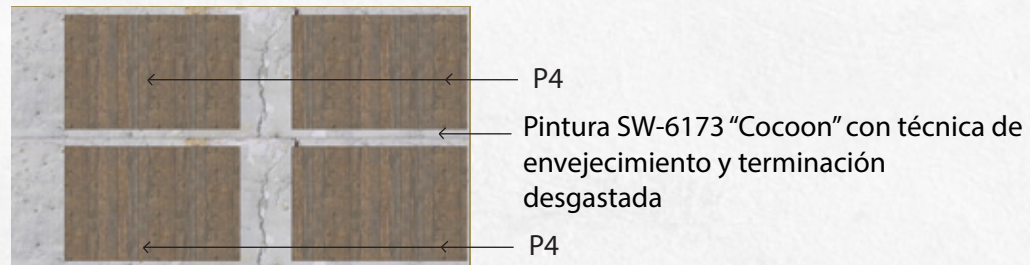 P4
Pintura SW-6173 “Cocoon” con técnica de
envejecimiento y terminación
desgastada
P4